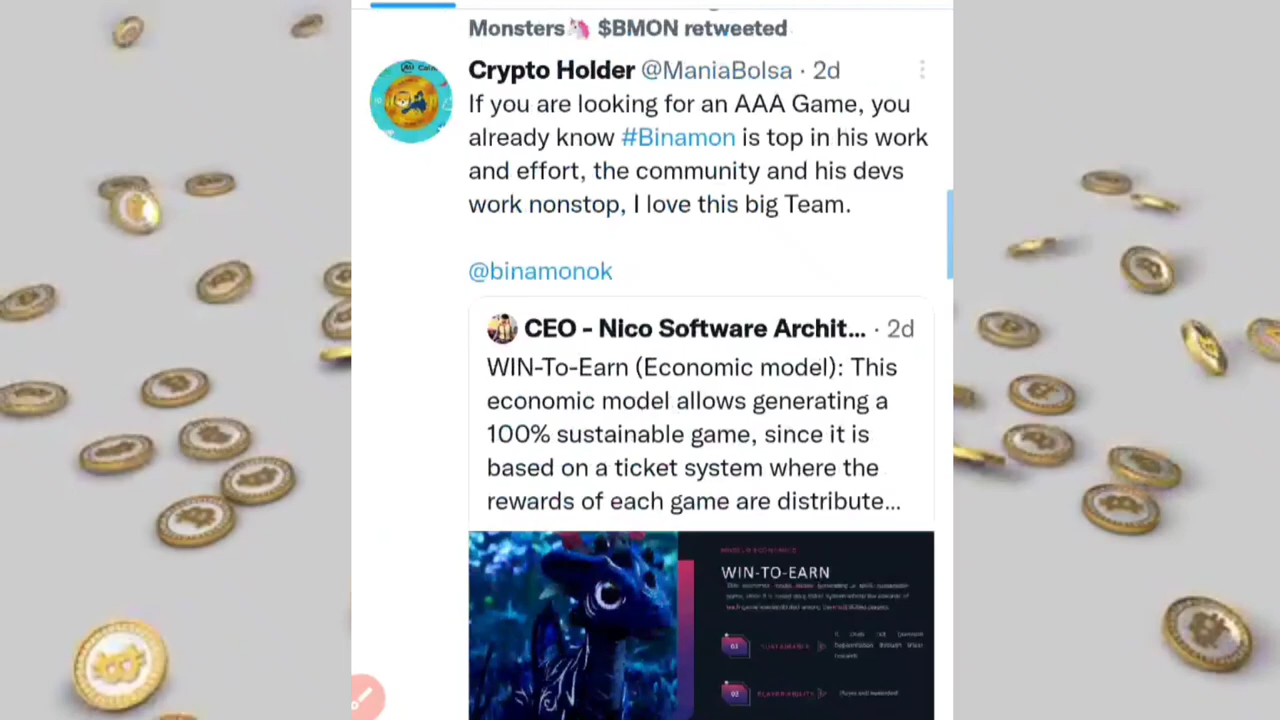 Monsters🦄 $BMON retweeted
Crypto Holder @ManiaBolsa · 2d
If you are looking for an AAA Game, you
already know #Binamon is top in his work
and effort, the community and his devs
work nonstop, I love this big Team.
@binamonok
CEO - Nico Software Archit... · 2d
WIN-To-Earn (Economic model): This
economic model allows generating a
100% sustainable game, since it is
based on a ticket system where the
rewards of each game are distribute...
WIN-TO-EARN
01 SUSTAINABLE
02